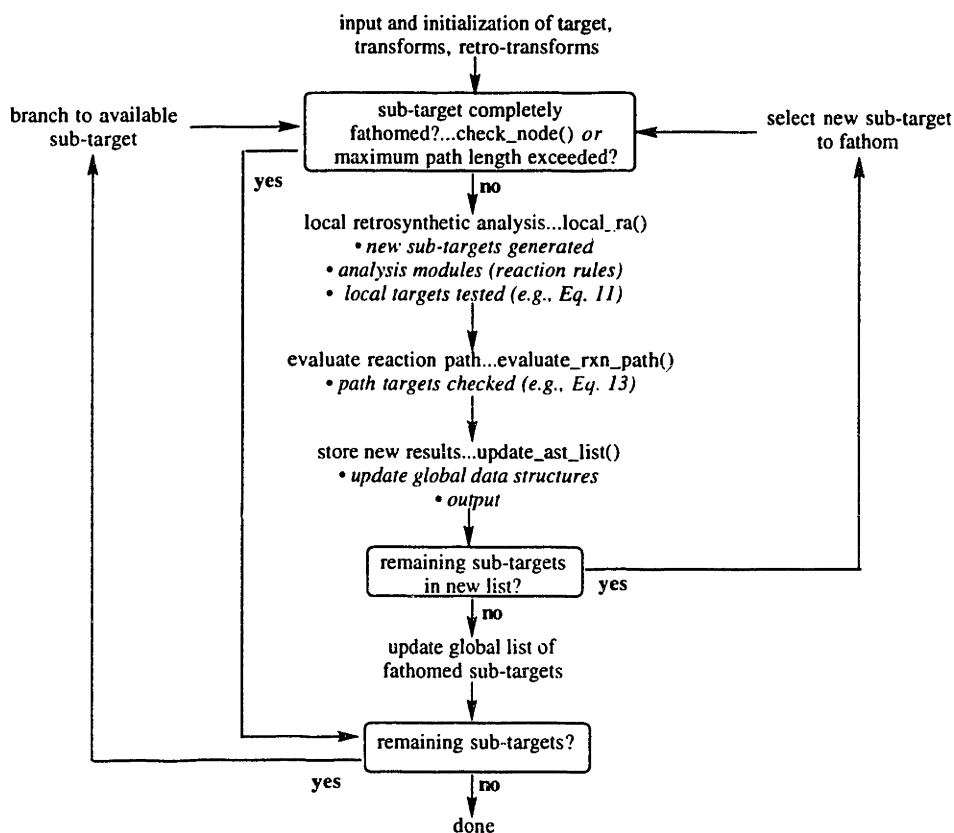 input and initialization of target,
transforms, retro-transforms
branch to available
sub-target
sub-target completely
fathomed?...check_node() or
maximum path length exceeded?
select new sub-target
to fathom
yes
no
local retrosynthetic analysis...local_ra()
• new sub-targets generated
• analysis modules (reaction rules)
• local targets tested (e.g., Eq. 11)
evaluate reaction path...evaluate_rxn_path()
• path targets checked (e.g., Eq. 13)
store new results...update_ast_list()
• update global data structures
• output
remaining sub-targets
in new list?
yes
no
update global list of
fathomed sub-targets
remaining sub-targets?
yes
no
done